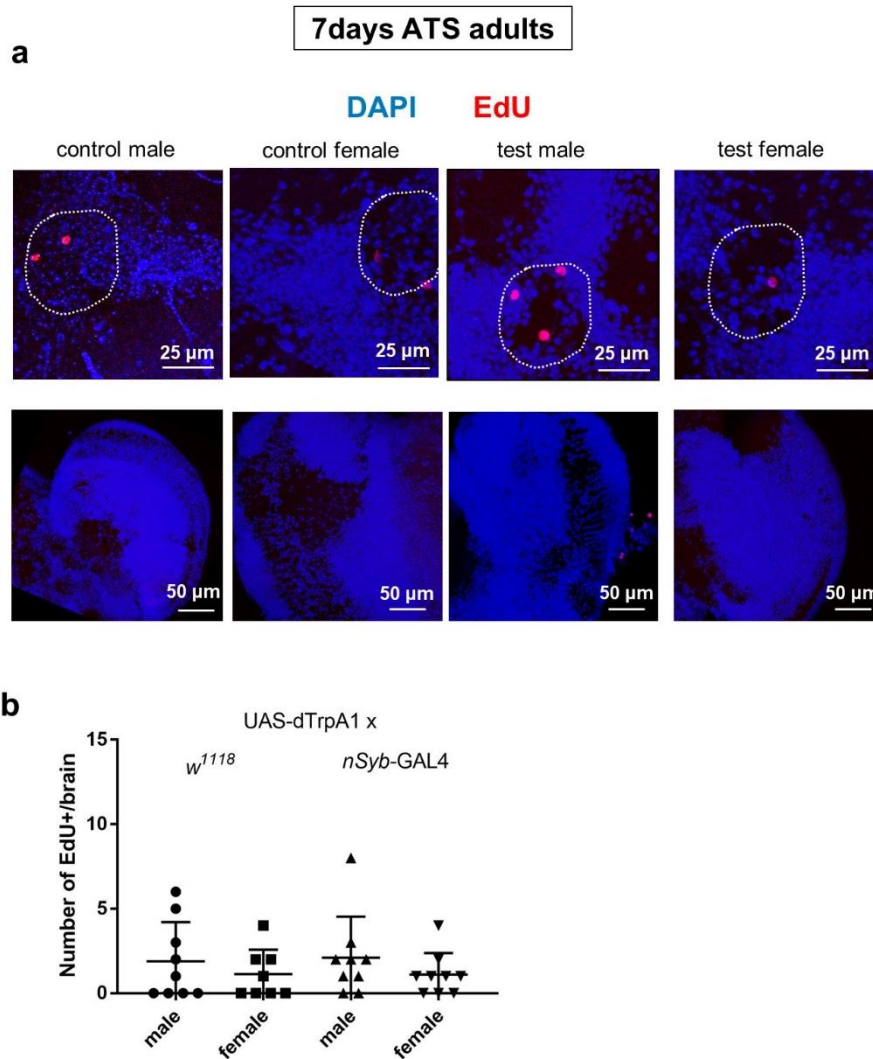 7days ATS adults
a
DAPI EdU
control male control female test male test female
25 µm 25 µm 25 µm 25 µm
50 µm 50 µm 50 µm 50 µm
b
UAS-dTrpA1 x
w¹¹¹⁸ nSyb-GAL4
Number of EdU+/brain
15
10
5
0
male female male female